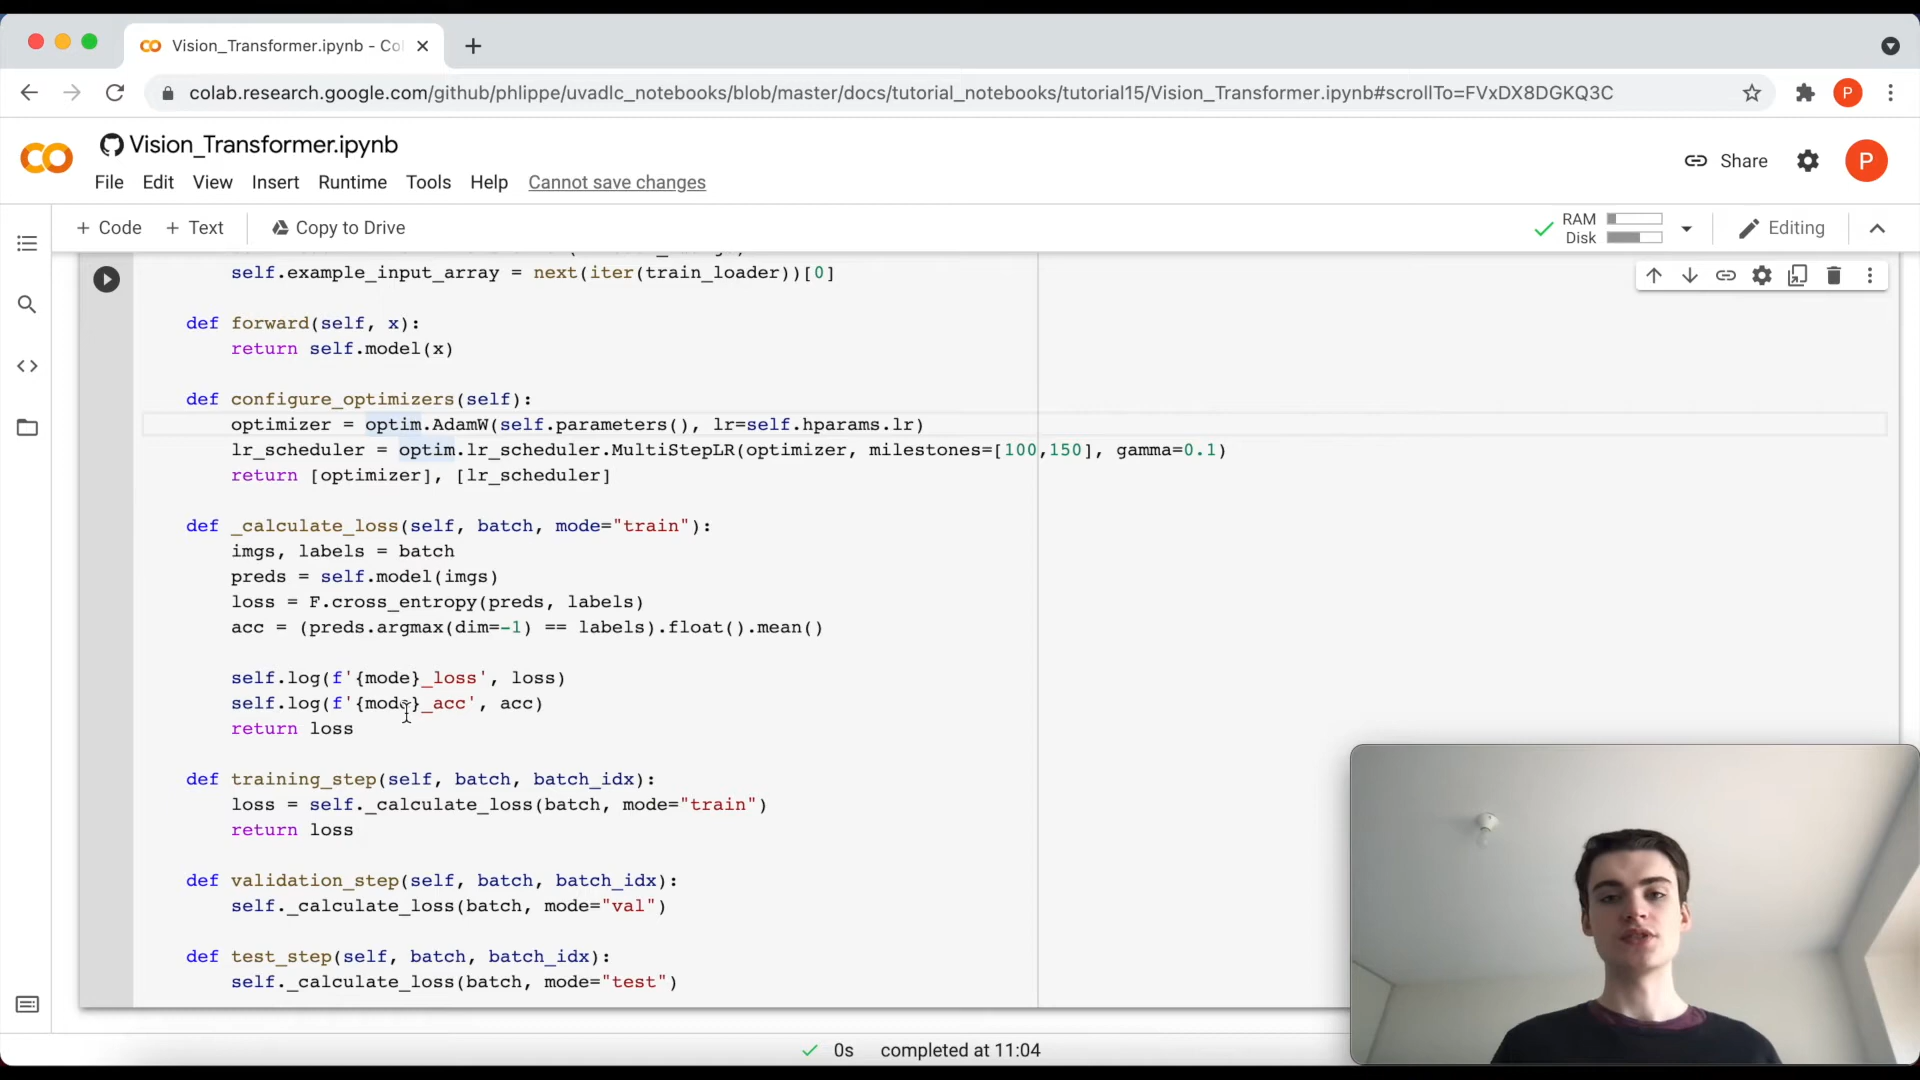 Vision_Transformer.ipynb - Co
colab.research.google.com/github/phlippe/uvadlc_notebooks/blob/master/docs/tutorial_notebooks/tutorial15/Vision_Transformer.ipynb#scrollTo=FVxDX8DGKQ3C
P
Vision_Transformer.ipynb
Share
P
File Edit View Insert Runtime Tools Help Cannot save changes
+ Code + Text Copy to Drive
RAM
Disk
Editing
self.example_input_array = next(iter(train_loader))[0]
def forward(self, x):
return self.model(x)
def configure_optimizers(self):
optimizer = optim.AdamW(self.parameters(), lr=self.hparams.lr)
lr_scheduler = optim.lr_scheduler.MultiStepLR(optimizer, milestones=[100,150], gamma=0.1)
return [optimizer], [lr_scheduler]
def _calculate_loss(self, batch, mode="train"):
imgs, labels = batch
preds = self.model(imgs)
loss = F.cross_entropy(preds, labels)
acc = (preds.argmax(dim=-1) == labels).float().mean()
self.log(f'{mode}_loss', loss)
self.log(f'{mode}_acc', acc)
return loss
def training_step(self, batch, batch_idx):
loss = self._calculate_loss(batch, mode="train")
return loss
def validation_step(self, batch, batch_idx):
self._calculate_loss(batch, mode="val")
def test_step(self, batch, batch_idx):
self._calculate_loss(batch, mode="test")
0s completed at 11:04